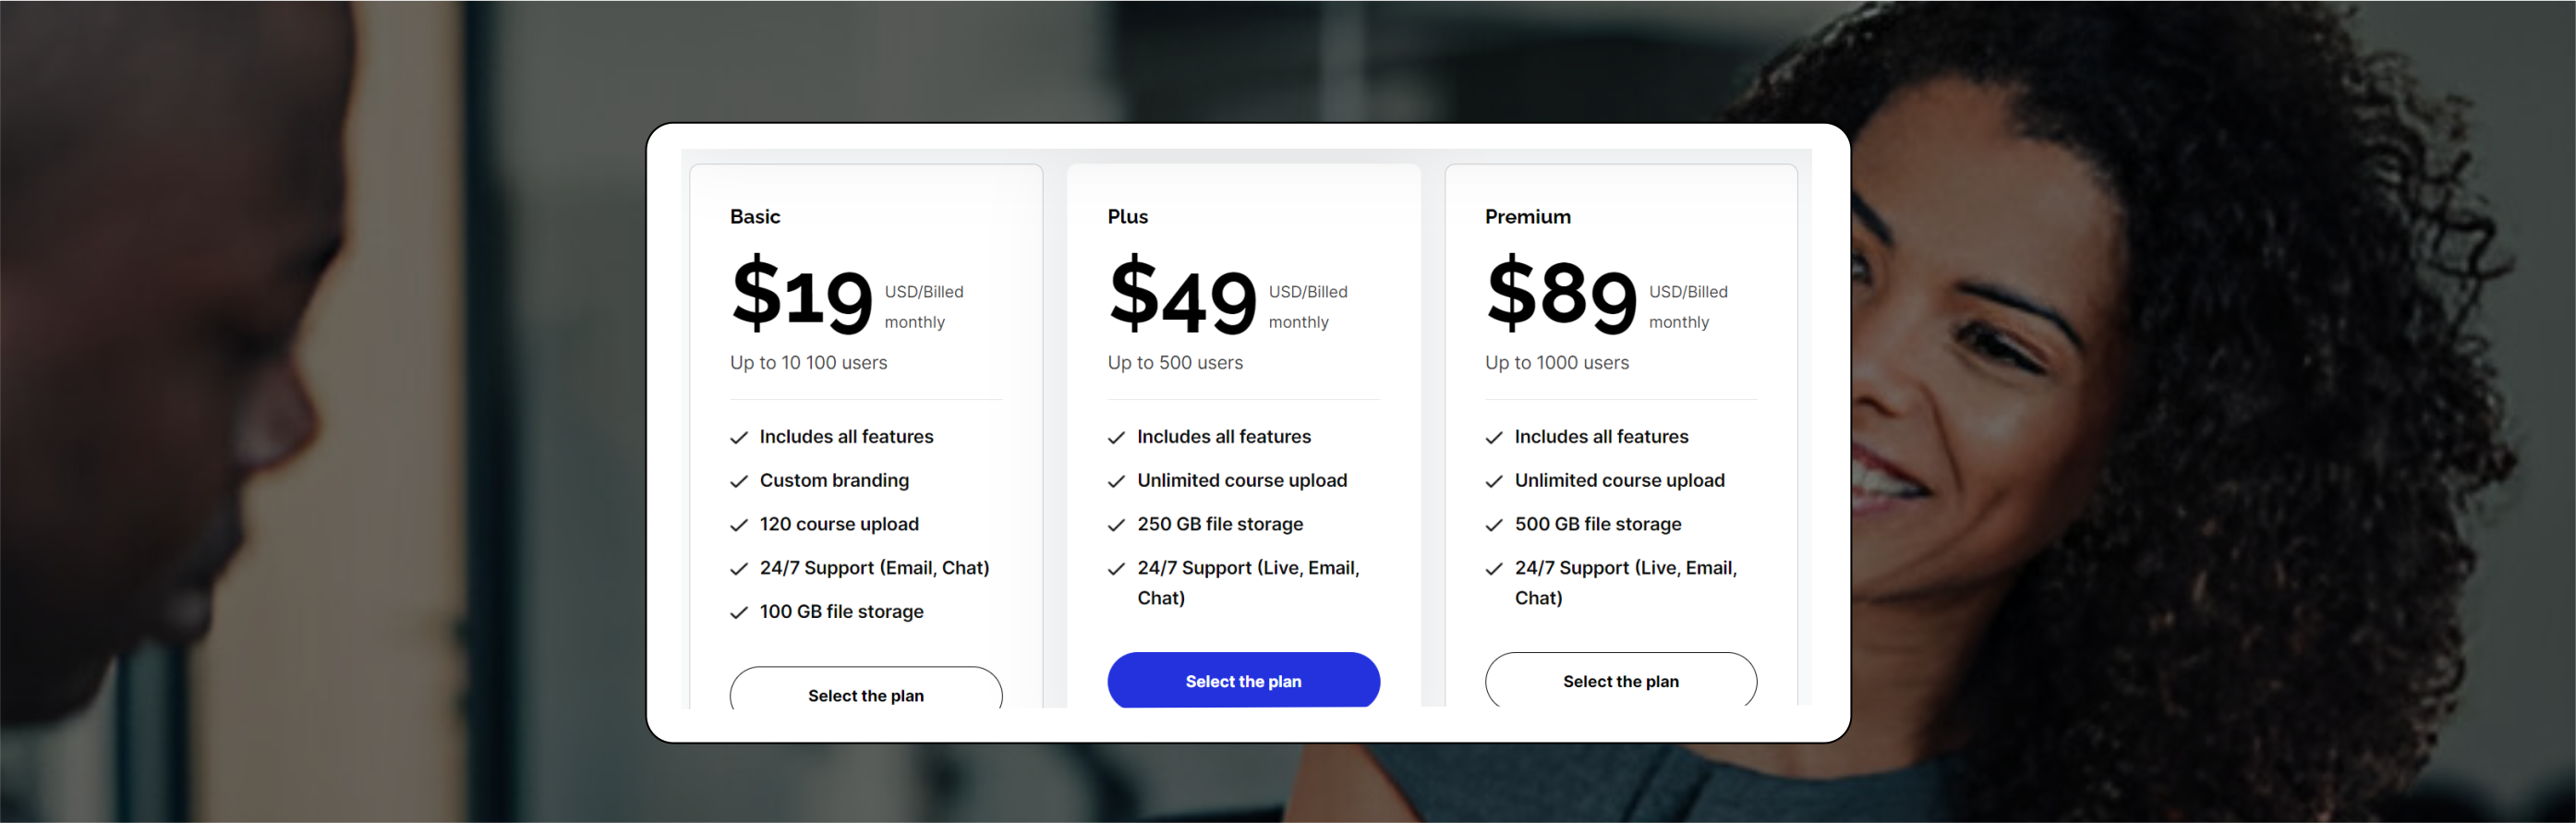 Basic
$19 USD/Billed
monthly
Up to 10 100 users
Includes all features
Custom branding
120 course upload
24/7 Support (Email, Chat)
100 GB file storage
Select the plan
Plus
$49 USD/Billed
monthly
Up to 500 users
Includes all features
Unlimited course upload
250 GB file storage
24/7 Support (Live, Email,
Chat)
Select the plan
Premium
$89 USD/Billed
monthly
Up to 1000 users
Includes all features
Unlimited course upload
500 GB file storage
24/7 Support (Live, Email,
Chat)
Select the plan